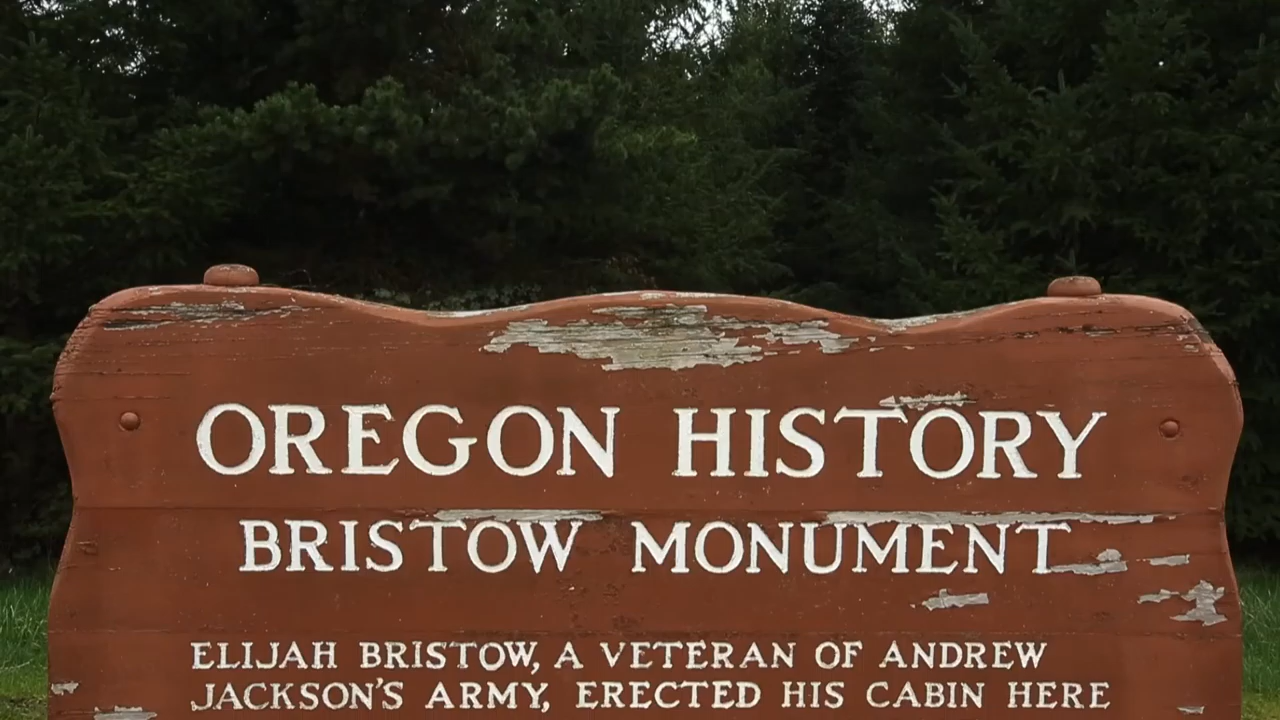 OREGON HISTORY
BRISTOW MONUMENT
ELIJAH BRISTOW, A VETERAN OF ANDREW
JACKSON'S ARMY, ERECTED HIS CABIN HERE